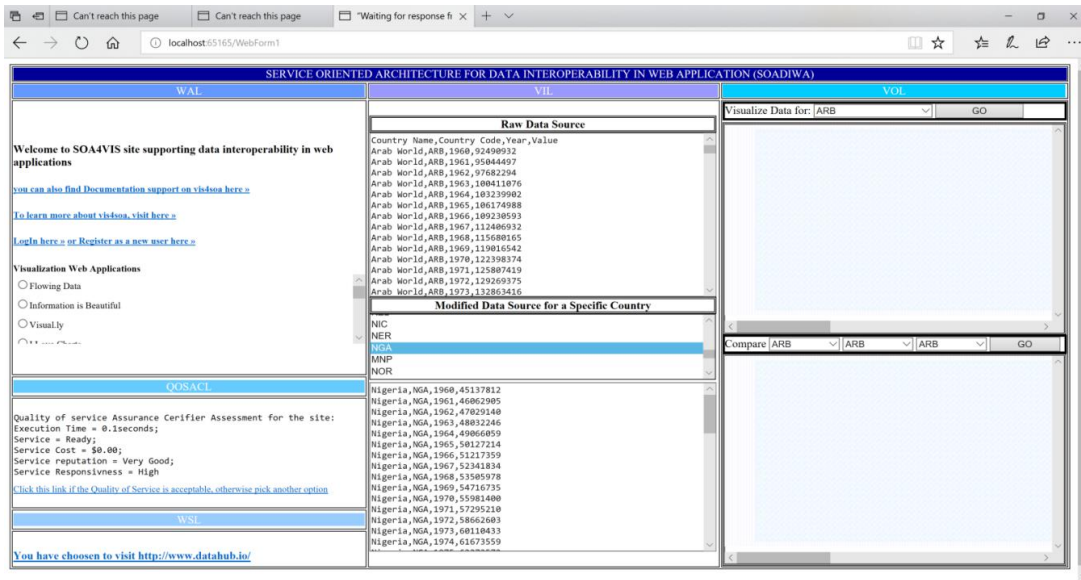 Can't reach this page
Can't reach this page
"Waiting for response fr
localhost:65165/WebForm1
SERVICE ORIENTED ARCHITECTURE FOR DATA INTEROPERABILITY IN WEB APPLICATION (SOADIWA)
WAL
Welcome to SOA4VIS site supporting data interoperability in web
applications
you can also find Documentation support on vis4soa here »
To learn more about vis4soa, visit here »
LogIn here » or Register as a new user here »
Visualization Web Applications
Flowing Data
Information is Beautiful
Visual.ly
QOSACL
Quality of service Assurance Cerifier Assessment for the site:
Execution Time = 0.1seconds;
Service = Ready;
Service Cost = $0.00;
Service reputation = Very Good;
Service Responsivness = High
Click this link if the Quality of Service is acceptable, otherwise pick another option
WSL
You have choosen to visit http://www.datahub.io/
VIL
Raw Data Source
Country Name,Country Code,Year,Value
Arab World,ARB,1960,92490932
Arab World,ARB,1961,95044497
Arab World,ARB,1962,97682294
Arab World,ARB,1963,100411076
Arab World,ARB,1964,103239902
Arab World,ARB,1965,106174988
Arab World,ARB,1966,109230593
Arab World,ARB,1967,112406932
Arab World,ARB,1968,115680165
Arab World,ARB,1969,119016542
Arab World,ARB,1970,122398374
Arab World,ARB,1971,125807419
Arab World,ARB,1972,129269375
Arab World,ARB,1973,132863416
Modified Data Source for a Specific Country
NIC
NER
NGA
MNP
NOR
Nigeria,NGA,1960,45137812
Nigeria,NGA,1961,46062905
Nigeria,NGA,1962,47029140
Nigeria,NGA,1963,48032246
Nigeria,NGA,1964,49066059
Nigeria,NGA,1965,50127214
Nigeria,NGA,1966,51217359
Nigeria,NGA,1967,52341834
Nigeria,NGA,1968,53505978
Nigeria,NGA,1969,54716735
Nigeria,NGA,1970,55981400
Nigeria,NGA,1971,57295210
Nigeria,NGA,1972,58662603
Nigeria,NGA,1973,60110433
Nigeria,NGA,1974,61673559
VOL
Visualize Data for: ARB GO
Compare ARB ARB ARB GO